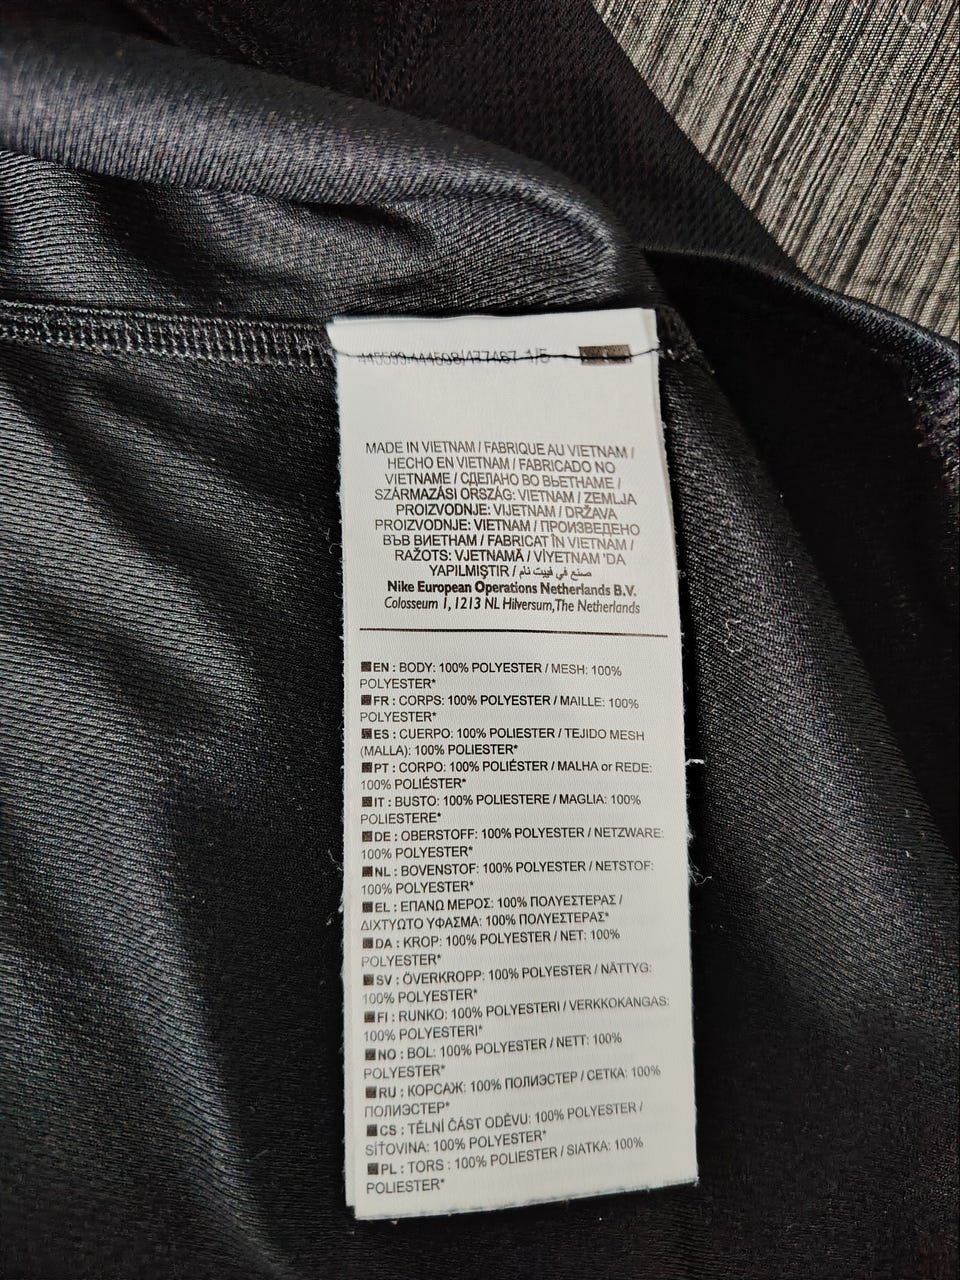 MADE IN VIETNAM / FABRIQUE AU VIETNAM /
HECHO EN VIETNAM / FABRICADO NO
VIETNAME / СДЕЛАНО ВО ВЬЕТНАМЕ /
SZÁRMAZÁSI ORSZÁG: VIETNAM / ZEMLJA
PROIZVODNJE: VIJETNAM / DRŽAVA
PROIZVODNJE: VIETNAM / ПРОИЗВЕДЕНО
ВЪВ ВИЕТНАМ / FABRICAT ÎN VIETNAM /
RAŽOTS: VJETNAMĀ / VİYETNAM 'DA
YAPILMIŞTIR / صنع في فييت نام
Nike European Operations Netherlands B.V.
Colosseum 1, 1213 NL Hilversum, The Netherlands
EN : BODY: 100% POLYESTER / MESH: 100%
POLYESTER*
FR : CORPS: 100% POLYESTER / MAILLE: 100%
POLYESTER*
ES : CUERPO: 100% POLIESTER / TEJIDO MESH
(MALLA): 100% POLIESTER*
PT : CORPO: 100% POLIÉSTER / MALHA or REDE:
100% POLIÉSTER*
IT : BUSTO: 100% POLIESTERE / MAGLIA: 100%
POLIESTERE*
DE : OBERSTOFF: 100% POLYESTER / NETZWARE:
100% POLYESTER*
NL : BOVENSTOF: 100% POLYESTER / NETSTOF:
100% POLYESTER*
EL : ΕΠΑΝΩ ΜΕΡΟΣ: 100% ΠΟΛΥΕΣΤΕΡΑΣ /
ΔΙΧΤΥΩΤΟ ΥΦΑΣΜΑ: 100% ΠΟΛΥΕΣΤΕΡΑΣ*
DA : KROP: 100% POLYESTER / NET: 100%
POLYESTER*
SV : ÖVERKROPP: 100% POLYESTER / NÄTTYG:
100% POLYESTER*
FI : RUNKO: 100% POLYESTERI / VERKKOKANGAS:
100% POLYESTERI*
NO : BOL: 100% POLYESTER / NETT: 100%
POLYESTER*
RU : КОРСАЖ: 100% ПОЛИЭСТЕР / СЕТКА: 100%
ПОЛИЭСТЕР*
CS : TĚLNÍ ČÁST ODĚVU: 100% POLYESTER /
SÍŤOVINA: 100% POLYESTER*
PL : TORS : 100% POLIESTER / SIATKA: 100%
POLIESTER*